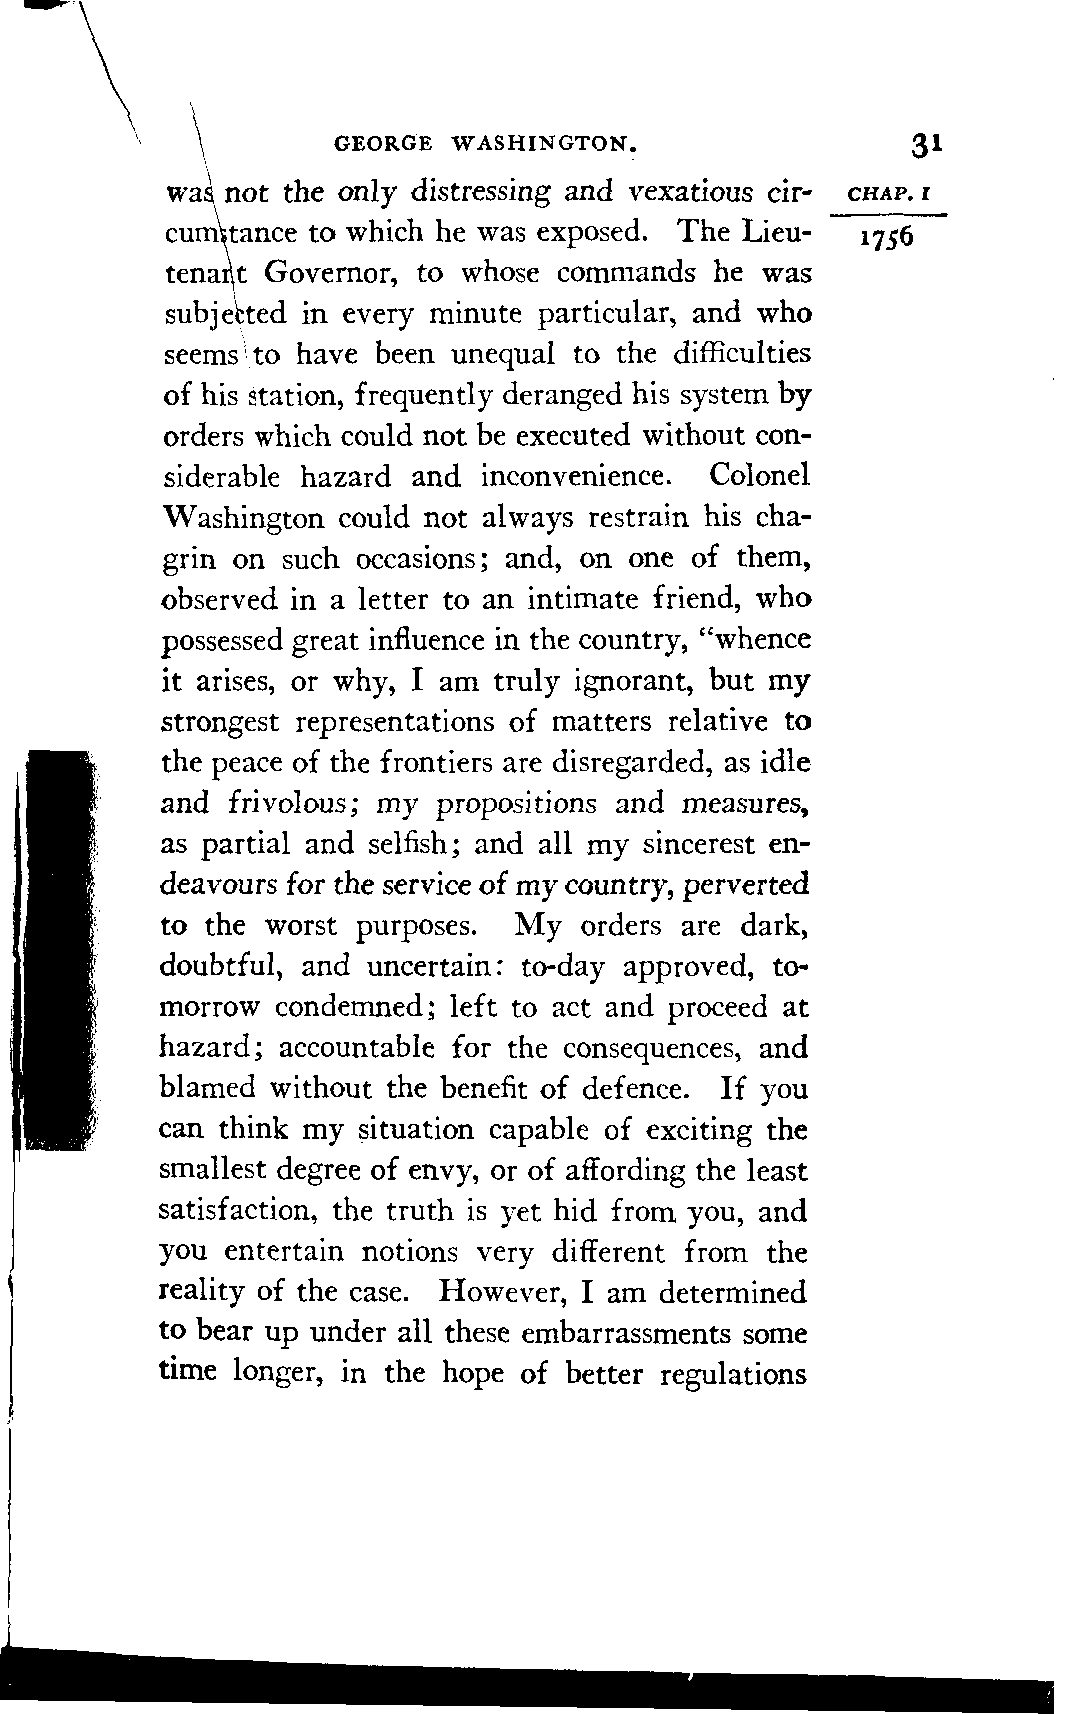 GEORGE WASHINGTON. 31
was not the only distressing and vexatious cir- CHAP. I
cumstance to which he was exposed. The Lieu- 1756
tenant Governor, to whose commands he was
subjected in every minute particular, and who
seems to have been unequal to the difficulties
of his station, frequently deranged his system by
orders which could not be executed without con-
siderable hazard and inconvenience. Colonel
Washington could not always restrain his cha-
grin on such occasions; and, on one of them,
observed in a letter to an intimate friend, who
possessed great influence in the country, “whence
it arises, or why, I am truly ignorant, but my
strongest representations of matters relative to
the peace of the frontiers are disregarded, as idle
and frivolous; my propositions and measures,
as partial and selfish; and all my sincerest en-
deavours for the service of my country, perverted
to the worst purposes. My orders are dark,
doubtful, and uncertain: to-day approved, to-
morrow condemned; left to act and proceed at
hazard; accountable for the consequences, and
blamed without the benefit of defence. If you
can think my situation capable of exciting the
smallest degree of envy, or of affording the least
satisfaction, the truth is yet hid from you, and
you entertain notions very different from the
reality of the case. However, I am determined
to bear up under all these embarrassments some
time longer, in the hope of better regulations